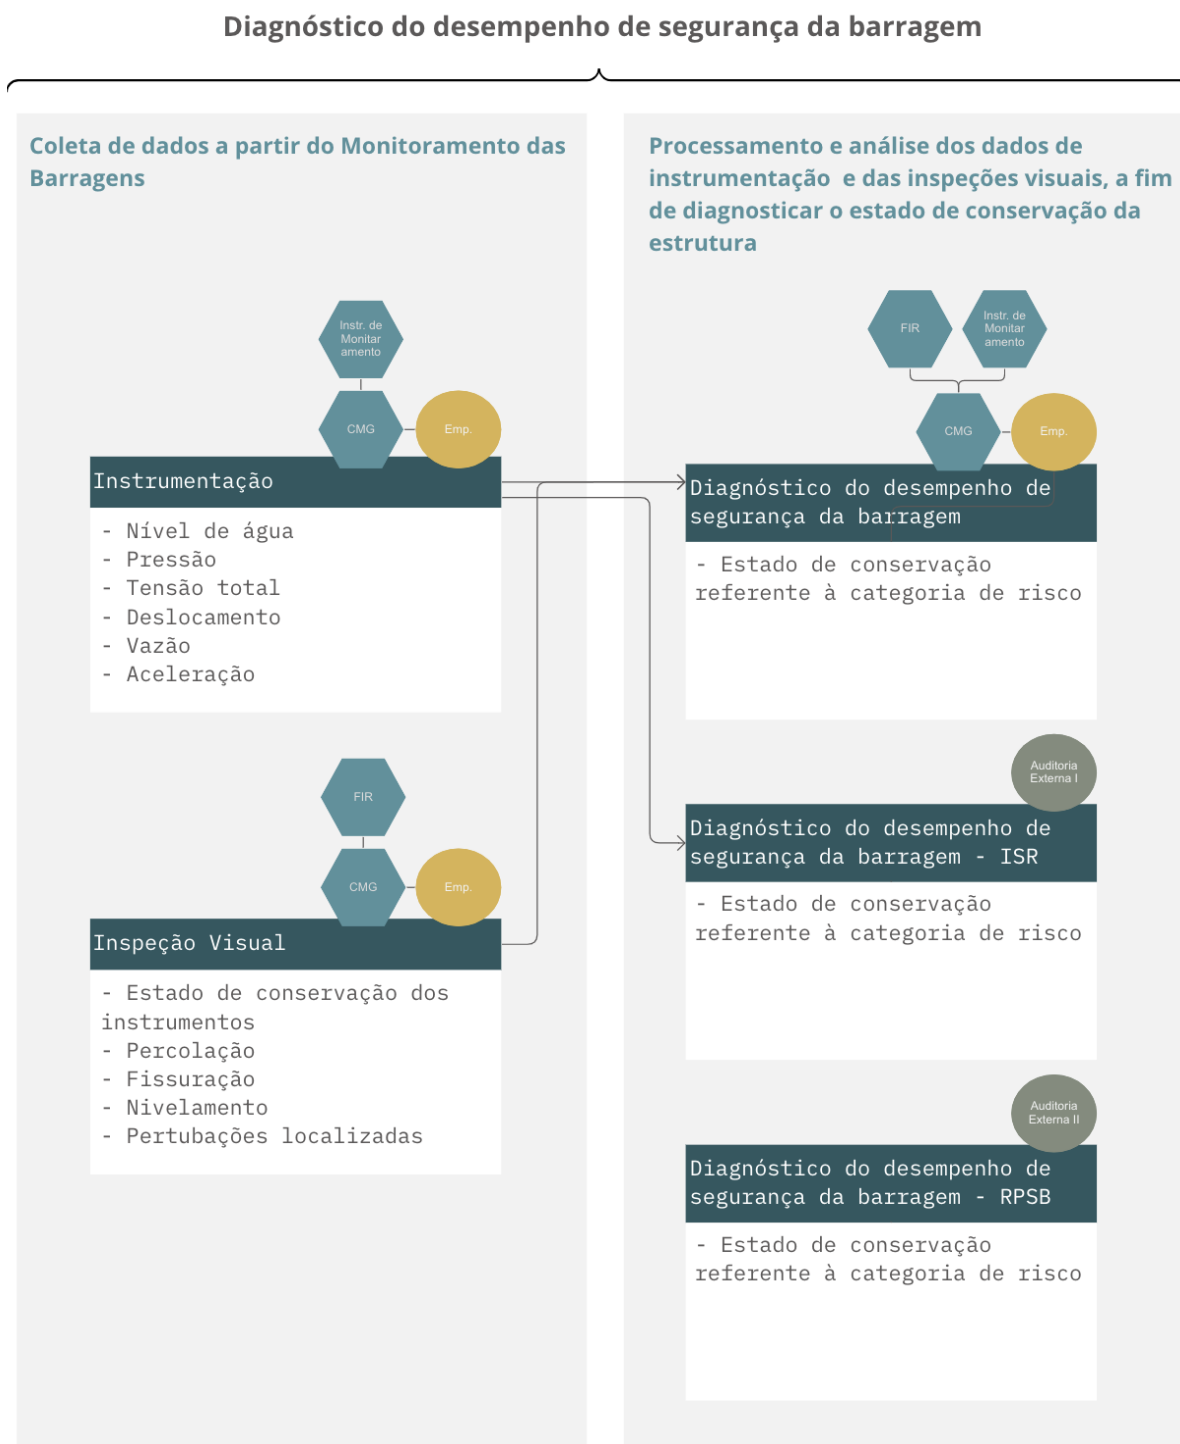 Diagnóstico do desempenho de segurança da barragem
Coleta de dados a partir do Monitoramento das
Barragens
Instr. de
Monitar
amento
CMG
Emp.
Instrumentação
- Nível de água
- Pressão
- Tensão total
- Deslocamento
- Vazão
- Aceleração
FIR
CMG
Emp.
Inspeção Visual
- Estado de conservação dos
instrumentos
- Percolação
- Fissuração
- Nivelamento
- Pertubações localizadas
Processamento e análise dos dados de
instrumentação e das inspeções visuais, a fim
de diagnosticar o estado de conservação da
estrutura
FIR
Instr. de
Monitar
amento
CMG
Emp.
Diagnóstico do desempenho de
segurança da barragem
- Estado de conservação
referente à categoria de risco
Auditoria
Externa I
Diagnóstico do desempenho de
segurança da barragem - ISR
- Estado de conservação
referente à categoria de risco
Auditoria
Externa II
Diagnóstico do desempenho de
segurança da barragem - RPSB
- Estado de conservação
referente à categoria de risco